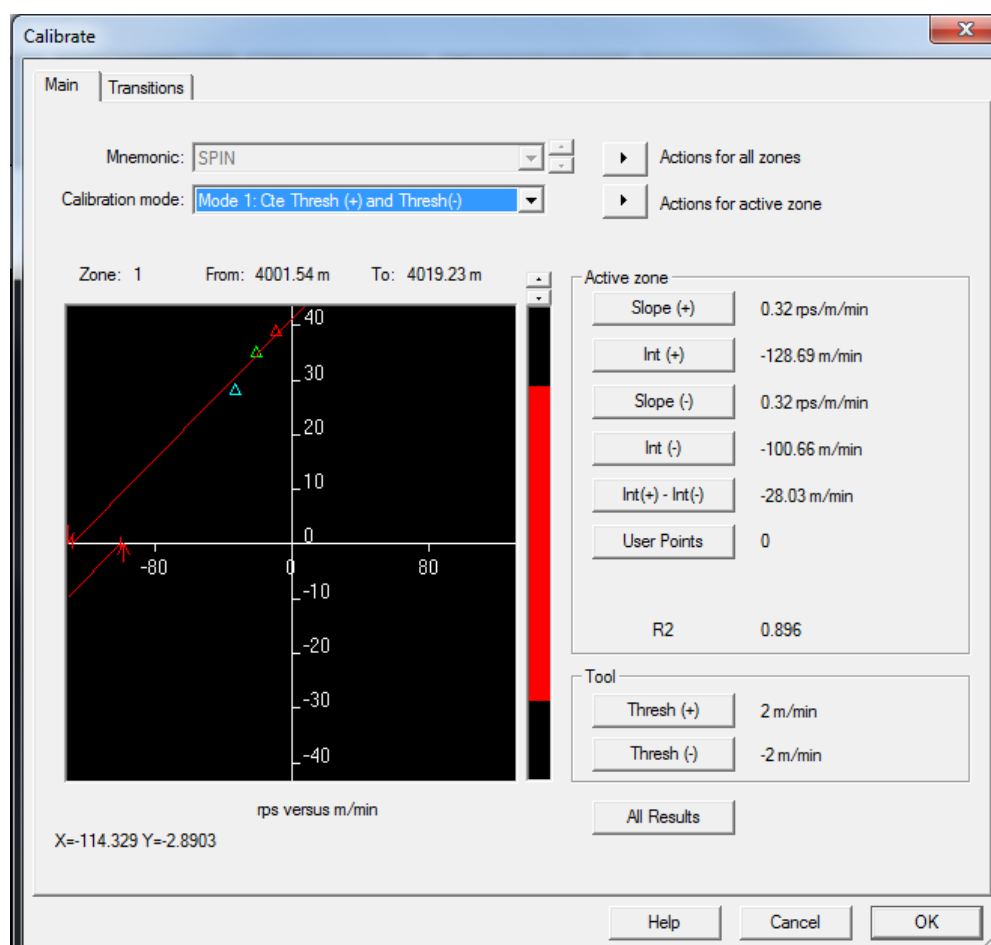 Calibrate
Main Transitions
Mnemonic: SPIN Actions for all zones
Calibration mode: Mode 1: Cte Thresh (+) and Thresh(-) Actions for active zone
Zone: 1 From: 4001.54 m To: 4019.23 m
Active zone
Slope (+) 0.32 rps/m/min
Int (+) -128.69 m/min
Slope (-) 0.32 rps/m/min
Int (-) -100.66 m/min
Int(+) - Int(-) -28.03 m/min
User Points 0
R2 0.896
Tool
Thresh (+) 2 m/min
Thresh (-) -2 m/min
All Results
40
30
20
10
0
-80 0 80
-10
-20
-30
-40
rps versus m/min
X=-114.329 Y=-2.8903
Help Cancel OK